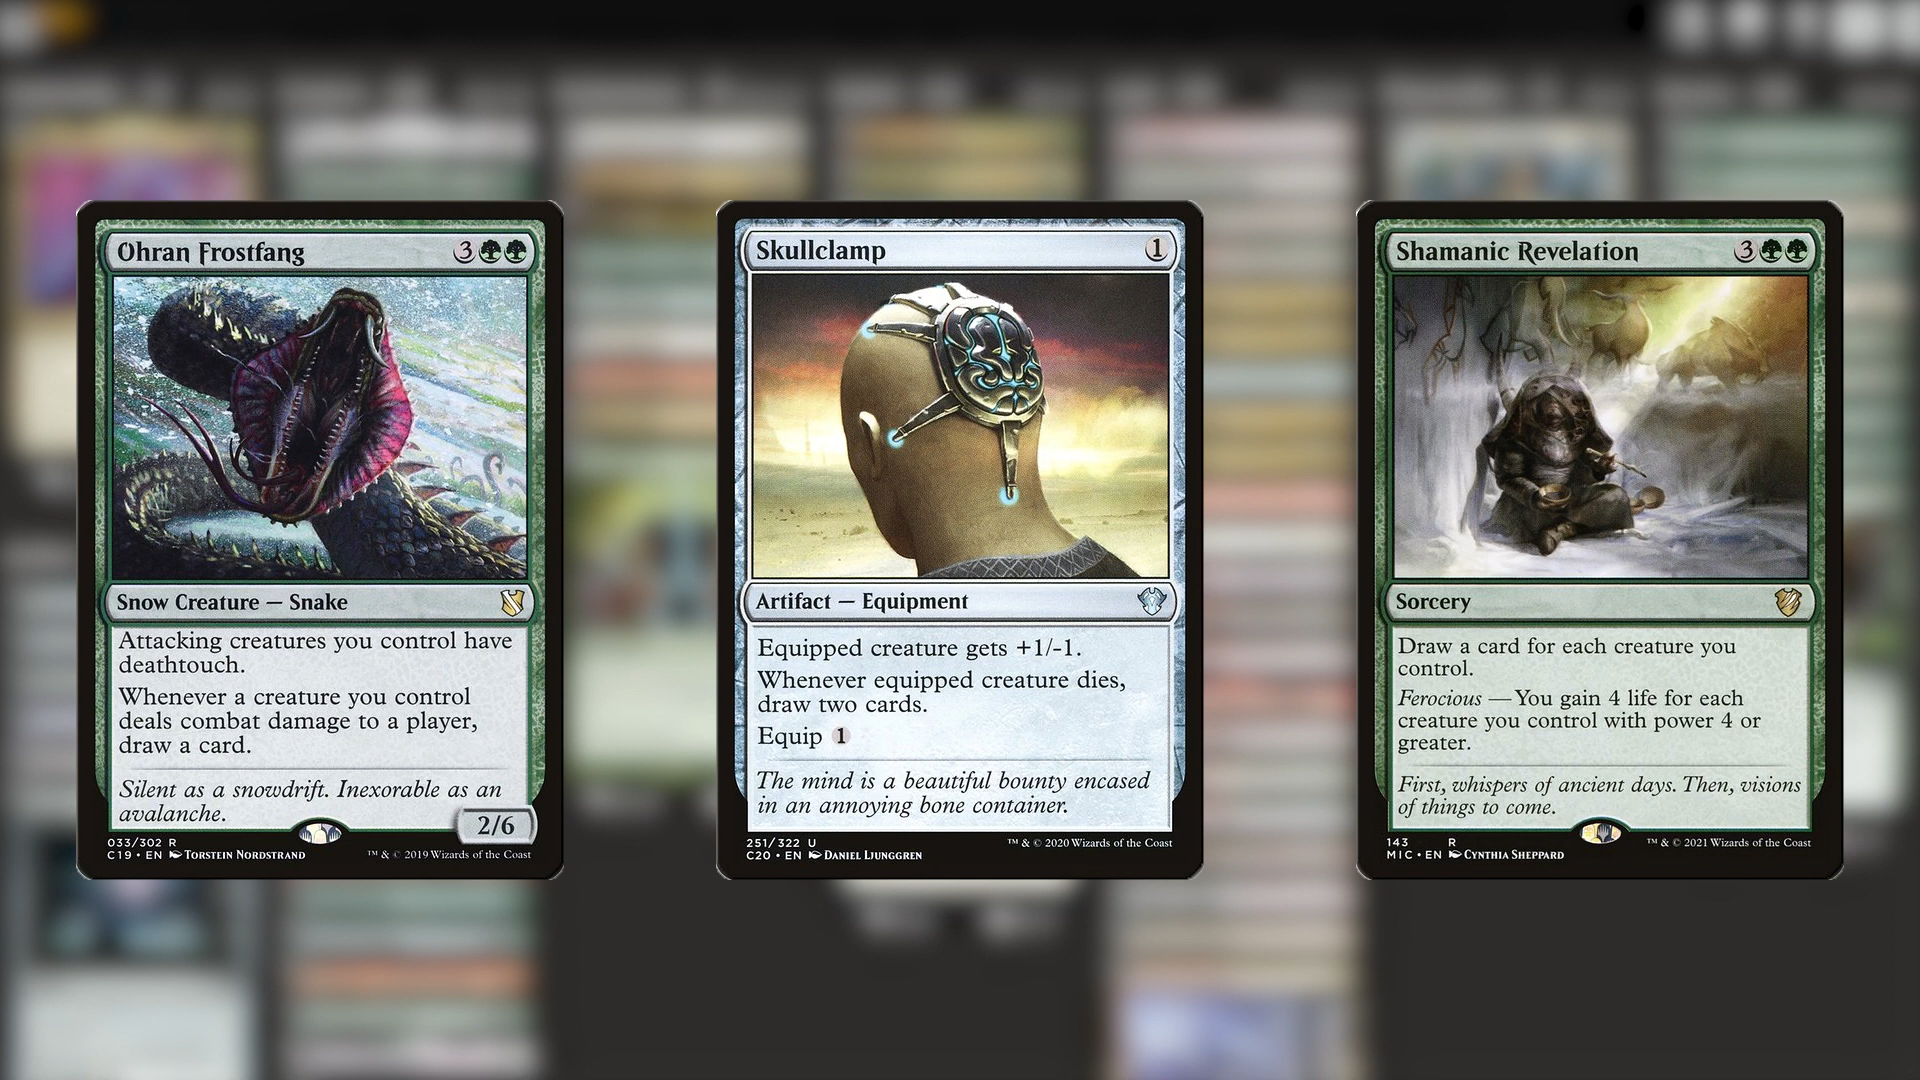 Ohran Frostfang 3
Snow Creature — Snake
Attacking creatures you control have
deathtouch.
Whenever a creature you control
deals combat damage to a player,
draw a card.
Silent as a snowdrift. Inexorable as an
avalanche.
2/6
033/302 R
C19 • EN Torstein Nordstrand
™ & © 2019 Wizards of the Coast
Skullclamp 1
Artifact — Equipment
Equipped creature gets +1/-1.
Whenever equipped creature dies,
draw two cards.
Equip 1
The mind is a beautiful bounty encased
in an annoying bone container.
251/322 U
C20 • EN Daniel Ljunggren
™ & © 2020 Wizards of the Coast
Shamanic Revelation 3
Sorcery
Draw a card for each creature you
control.
Ferocious — You gain 4 life for each
creature you control with power 4 or
greater.
First, whispers of ancient days. Then, visions
of things to come.
143 R
MIC • EN Cynthia Sheppard
™ & © 2021 Wizards of the Coast